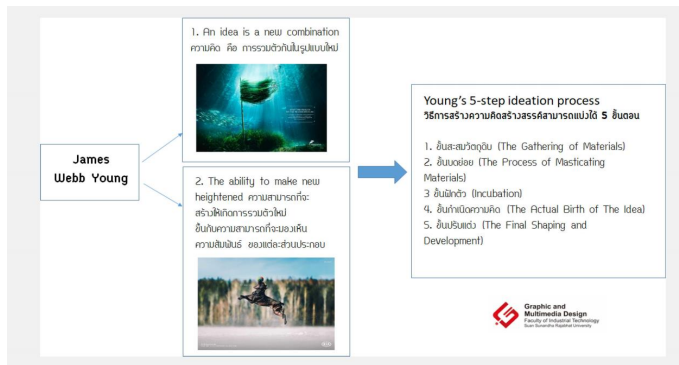 James
Webb Young
1. An idea is a new combination
ความคิด คือ การรวมตัวกันในรูปแบบใหม่
2. The ability to make new
heightened ความสามารถที่จะ
สร้างให้เกิดการรวมตัวใหม่
ขึ้นกับความสามารถที่จะมองเห็น
ความสัมพันธ์ ของแต่ละส่วนประกอบ
Young's 5-step ideation process
วิธีการสร้างความคิดสร้างสรรค์สามารถแบ่งได้ 5 ขั้นตอน
1. ขั้นสะสมวัตถุดิบ (The Gathering of Materials)
2. ขั้นบดย่อย (The Process of Masticating
Materials)
3 ขั้นฟักตัว (Incubation)
4. ขั้นกำเนิดความคิด (The Actual Birth of The Idea)
5. ขั้นปรับแต่ง (The Final Shaping and
Development)
Graphic and
Multimedia Design
Faculty of Industrial Technology
Suan Sunandha Rajabhat University